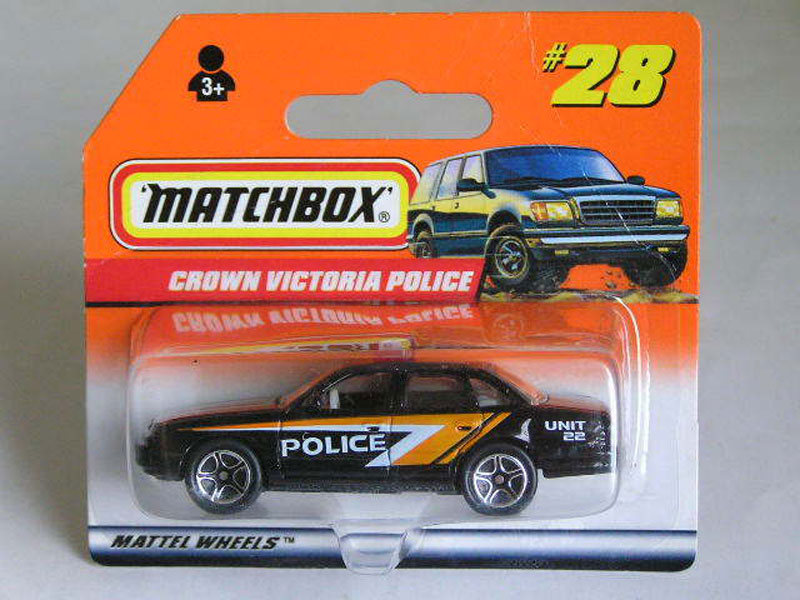 3+
#28
'MATCHBOX'®
CROWN VICTORIA POLICE
POLICE
UNIT
22
MATTEL WHEELS™